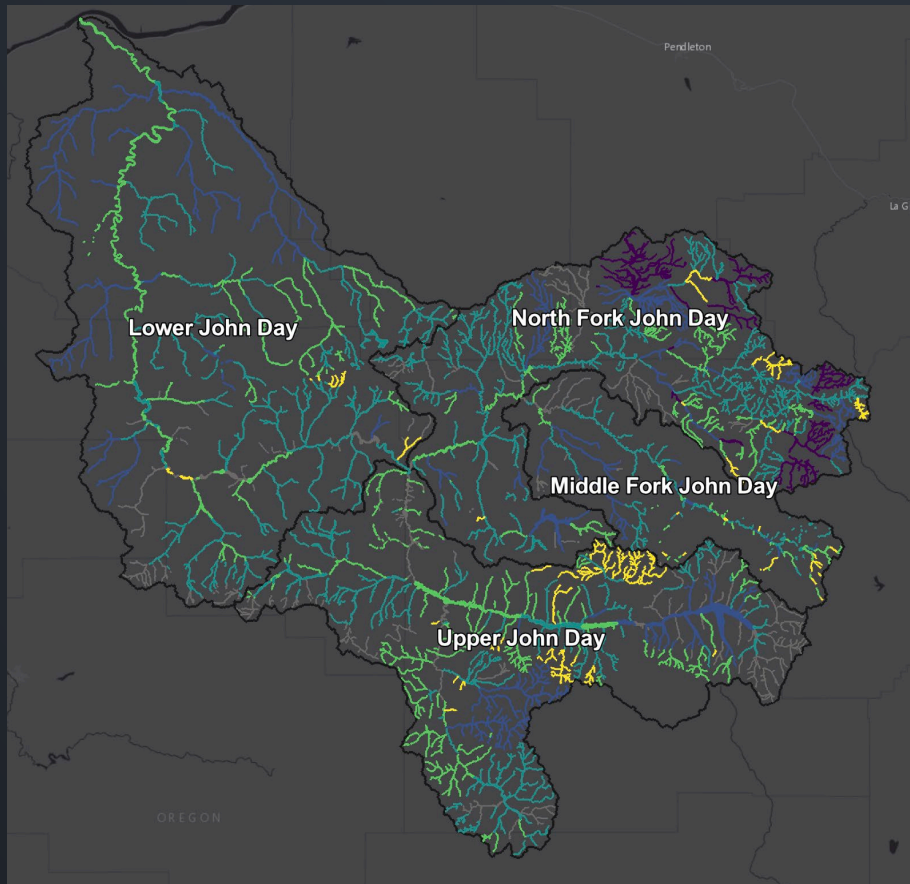 Pendleton
La G
North Fork John Day
Lower John Day
Middle Fork John Day
Upper John Day
OREGON